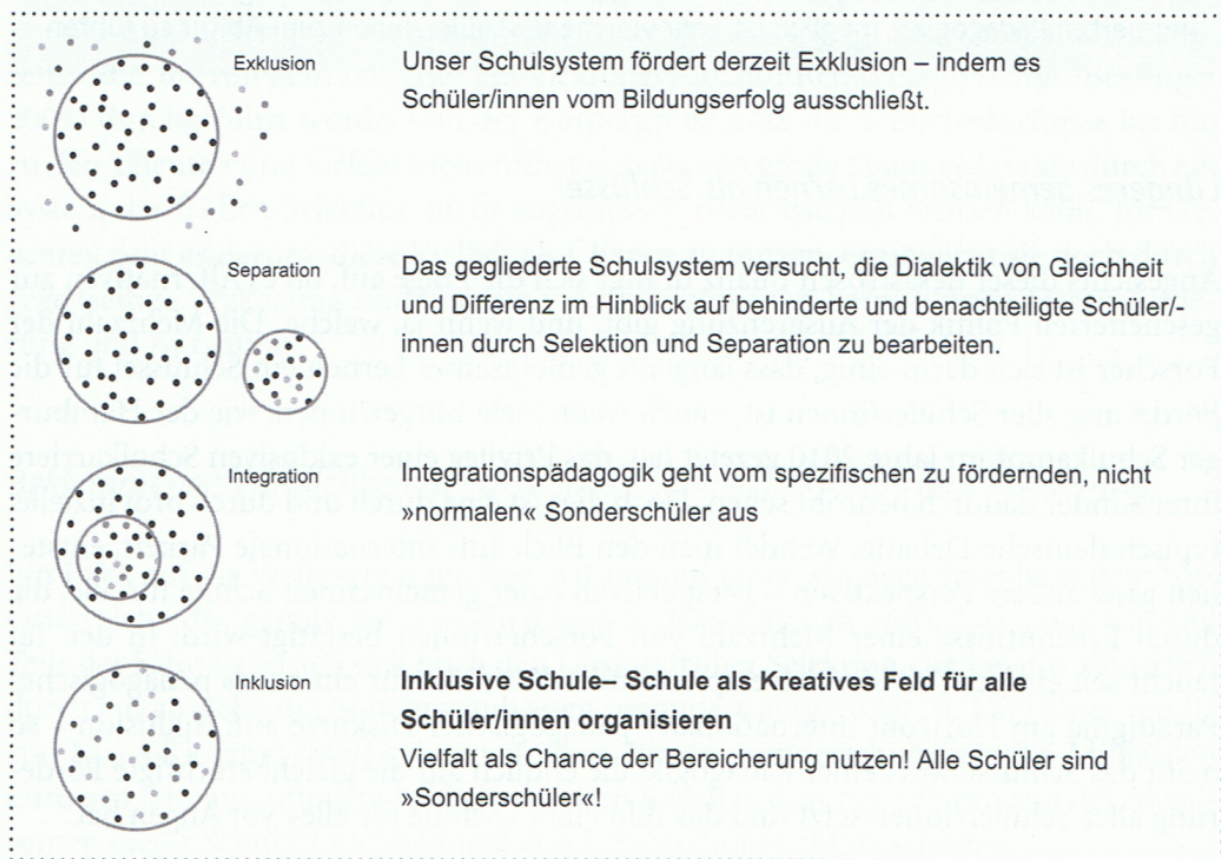 Exklusion
Unser Schulsystem fördert derzeit Exklusion – indem es
Schüler/innen vom Bildungserfolg ausschließt.
Separation
Das gegliederte Schulsystem versucht, die Dialektik von Gleichheit
und Differenz im Hinblick auf behinderte und benachteiligte Schüler/-
innen durch Selektion und Separation zu bearbeiten.
Integration
Integrationspädagogik geht vom spezifischen zu fördernden, nicht
»normalen« Sonderschüler aus
Inklusion
Inklusive Schule– Schule als Kreatives Feld für alle
Schüler/innen organisieren
Vielfalt als Chance der Bereicherung nutzen! Alle Schüler sind
»Sonderschüler«!